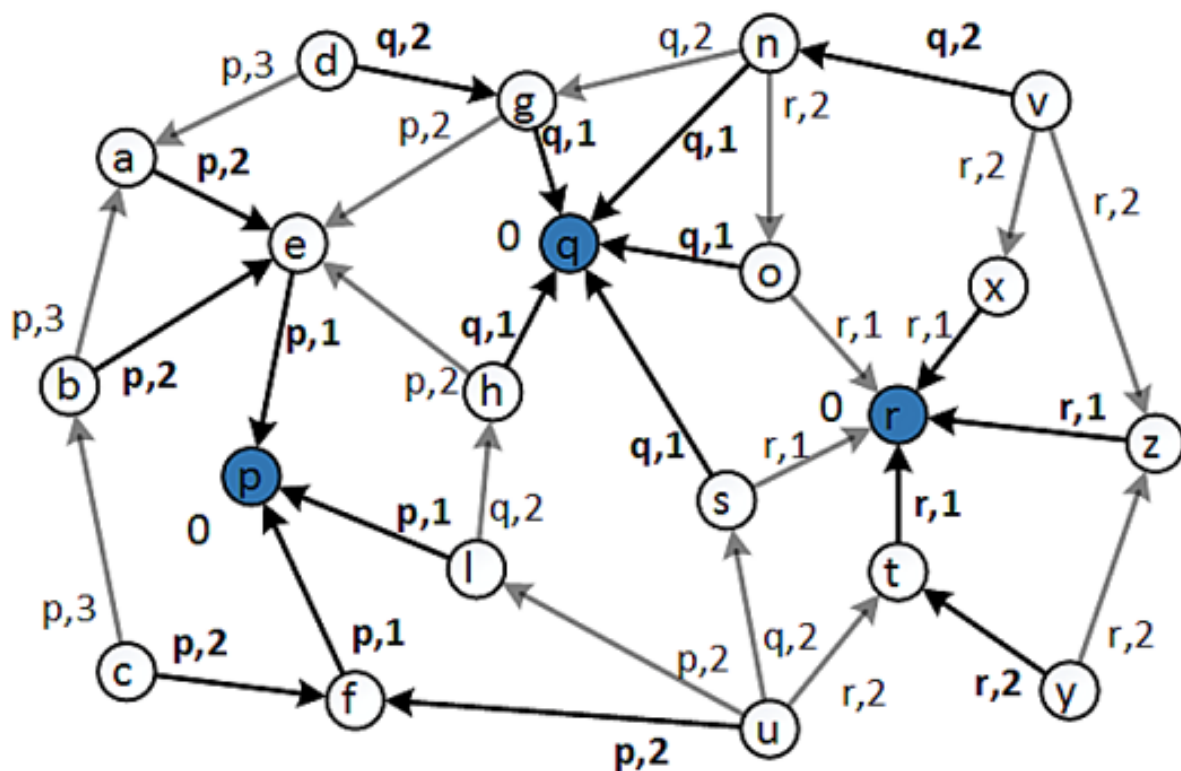 d
q,2
q,2
n
q,2
p,3
g
v
p,2
q,1
q,1
r,2
a
p,2
r,2
r,2
e
0
q
q,1
o
x
p,3
p,1
q,1
r,1
r,1
b
p,2
p,2
h
0
r
r,1
z
q,1
r,1
p
p,1
q,2
s
r,1
0
l
t
p,3
p,2
p,1
p,2
q,2
r,2
r,2
r,2
c
f
u
y
p,2